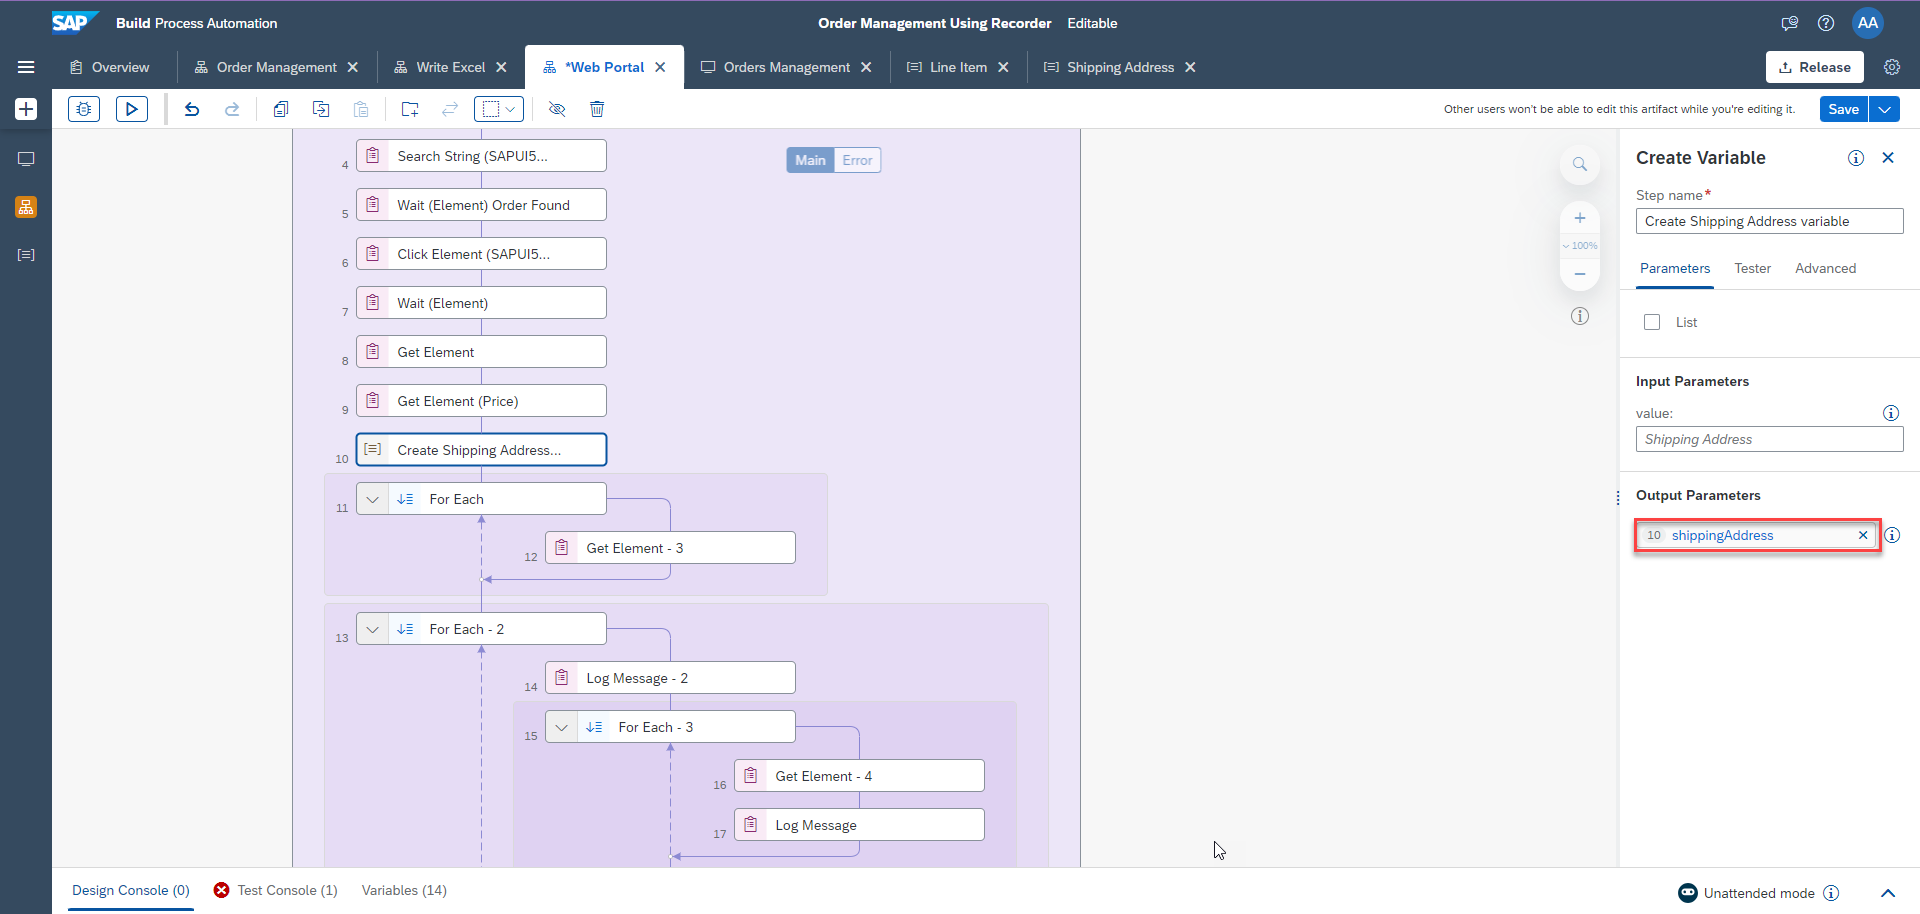 SAP Build Process Automation
Order Management Using Recorder Editable
AA
Overview
Order Management
Write Excel
*Web Portal
Orders Management
Line Item
Shipping Address
Release
Other users won't be able to edit this artifact while you're editing it.
Save
4 Search String (SAPUI5...
Main Error
5 Wait (Element) Order Found
6 Click Element (SAPUI5...
7 Wait (Element)
8 Get Element
9 Get Element (Price)
10 Create Shipping Address...
11 For Each
12 Get Element - 3
13 For Each - 2
14 Log Message - 2
15 For Each - 3
16 Get Element - 4
17 Log Message
100%
Create Variable
Step name*
Create Shipping Address variable
Parameters Tester Advanced
List
Input Parameters
value:
Shipping Address
Output Parameters
10 shippingAddress
Design Console (0)
Test Console (1)
Variables (14)
Unattended mode